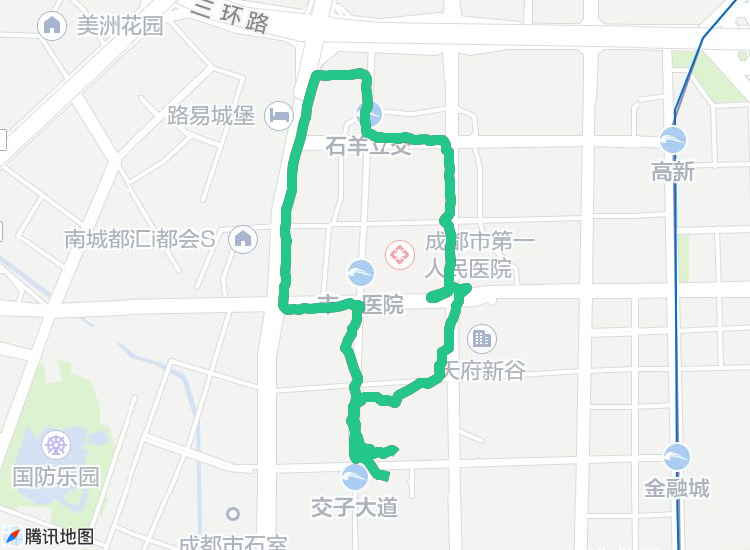 三环路
美洲花园
路易城堡
石羊立交
高新
南城都汇i都会S
成都市第一
人民医院
医院
天府新谷
国防乐园
交子大道
金融城
成都市石室
腾讯地图